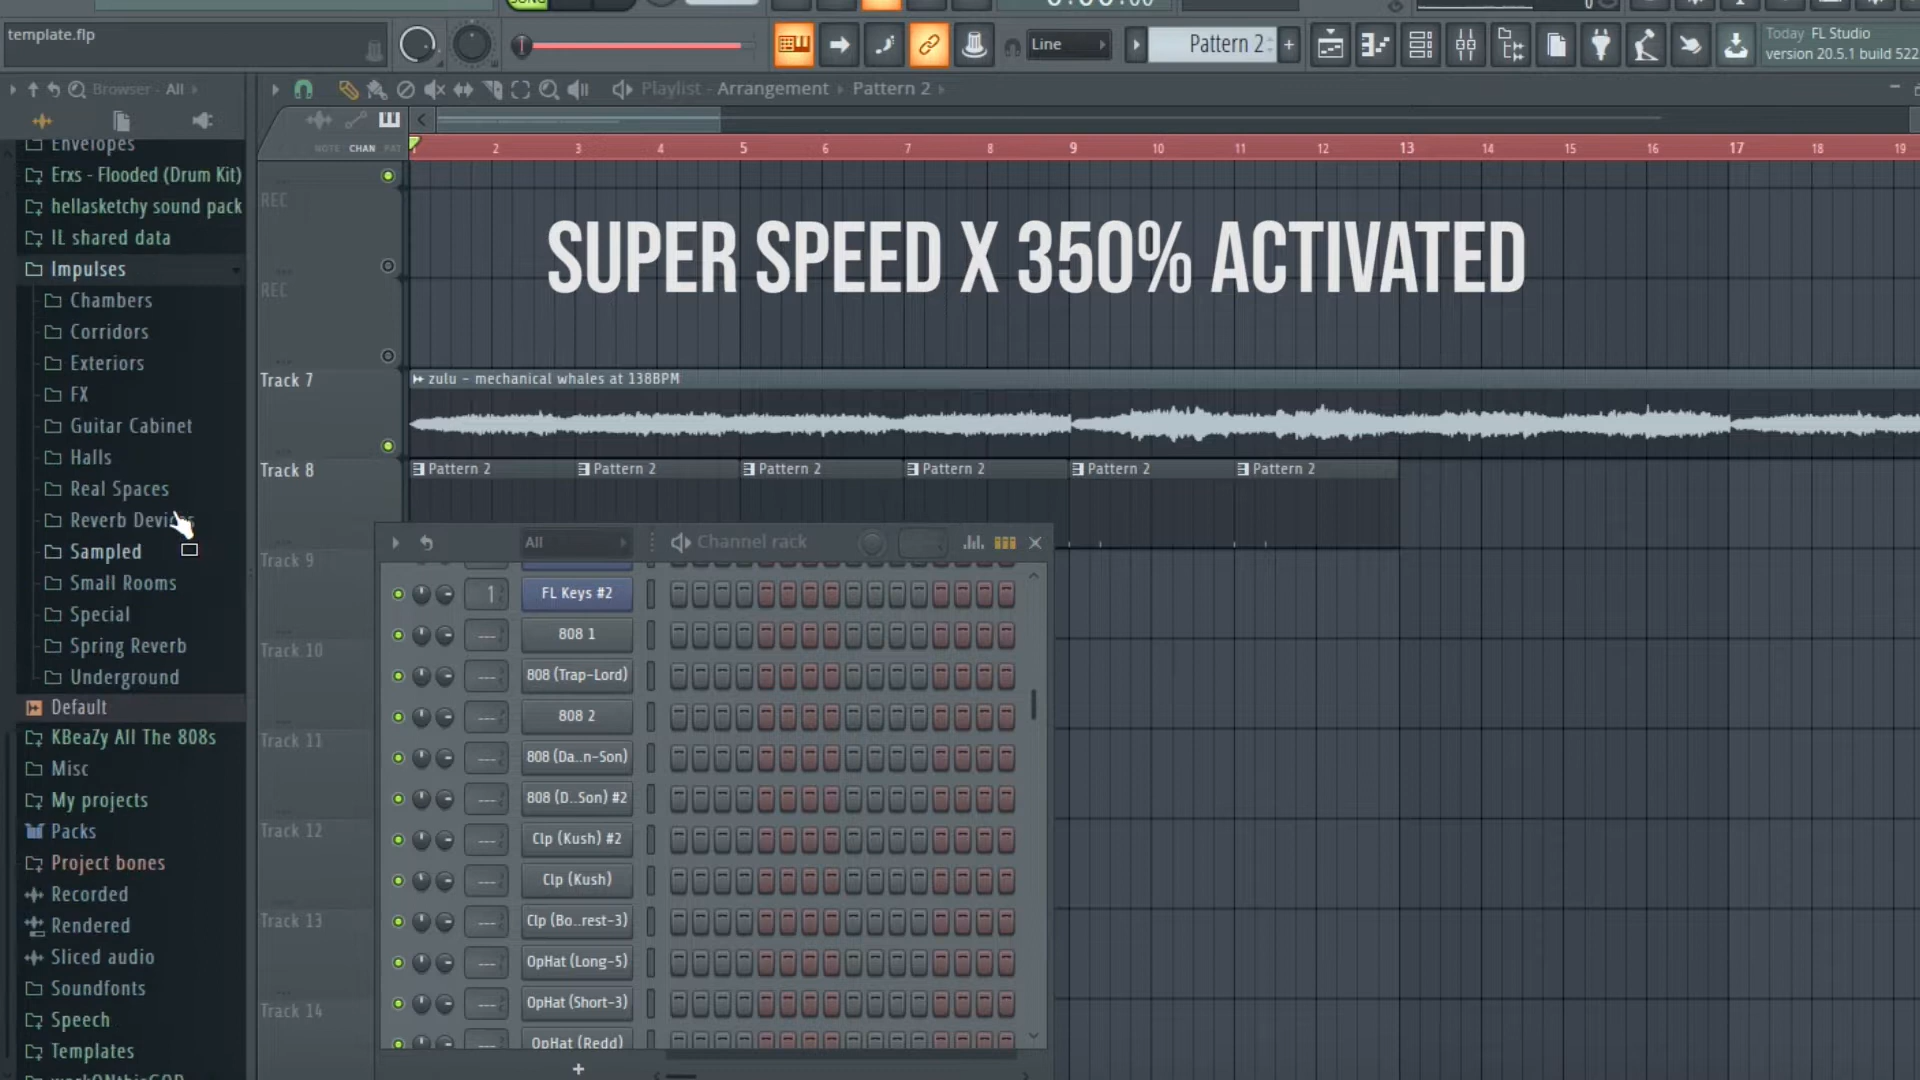 template.flp
Line
Pattern 2
Today FL Studio
version 20.5.1 build 522
Browser - All
Playlist - Arrangement › Pattern 2
NOTE CHAN PAT
2 3 4 5 6 7 8 9 10 11 12 13 14 15 16 17 18 19
Envelopes
Erxs - Flooded (Drum Kit)
hellasketchy sound pack
IL shared data
Impulses
Chambers
Corridors
Exteriors
FX
Guitar Cabinet
Halls
Real Spaces
Reverb Devices
Sampled
Small Rooms
Special
Spring Reverb
Underground
Default
KBeaZy All The 808s
Misc
My projects
Packs
Project bones
Recorded
Rendered
Sliced audio
Soundfonts
Speech
Templates
REC
REC
SUPER SPEED X 350% ACTIVATED
Track 7
zulu - mechanical whales at 138BPM
Track 8
Pattern 2 Pattern 2 Pattern 2 Pattern 2 Pattern 2 Pattern 2
Track 9
Track 10
Track 11
Track 12
Track 13
Track 14
All
Channel rack
1
FL Keys #2
--- 808 1
--- 808 (Trap-Lord)
--- 808 2
--- 808 (Da..n-Son)
--- 808 (D..Son) #2
--- Clp (Kush) #2
--- Clp (Kush)
--- Clp (Bo..rest-3)
--- OpHat (Long-5)
--- OpHat (Short-3)
--- OpHat (Redd)
+